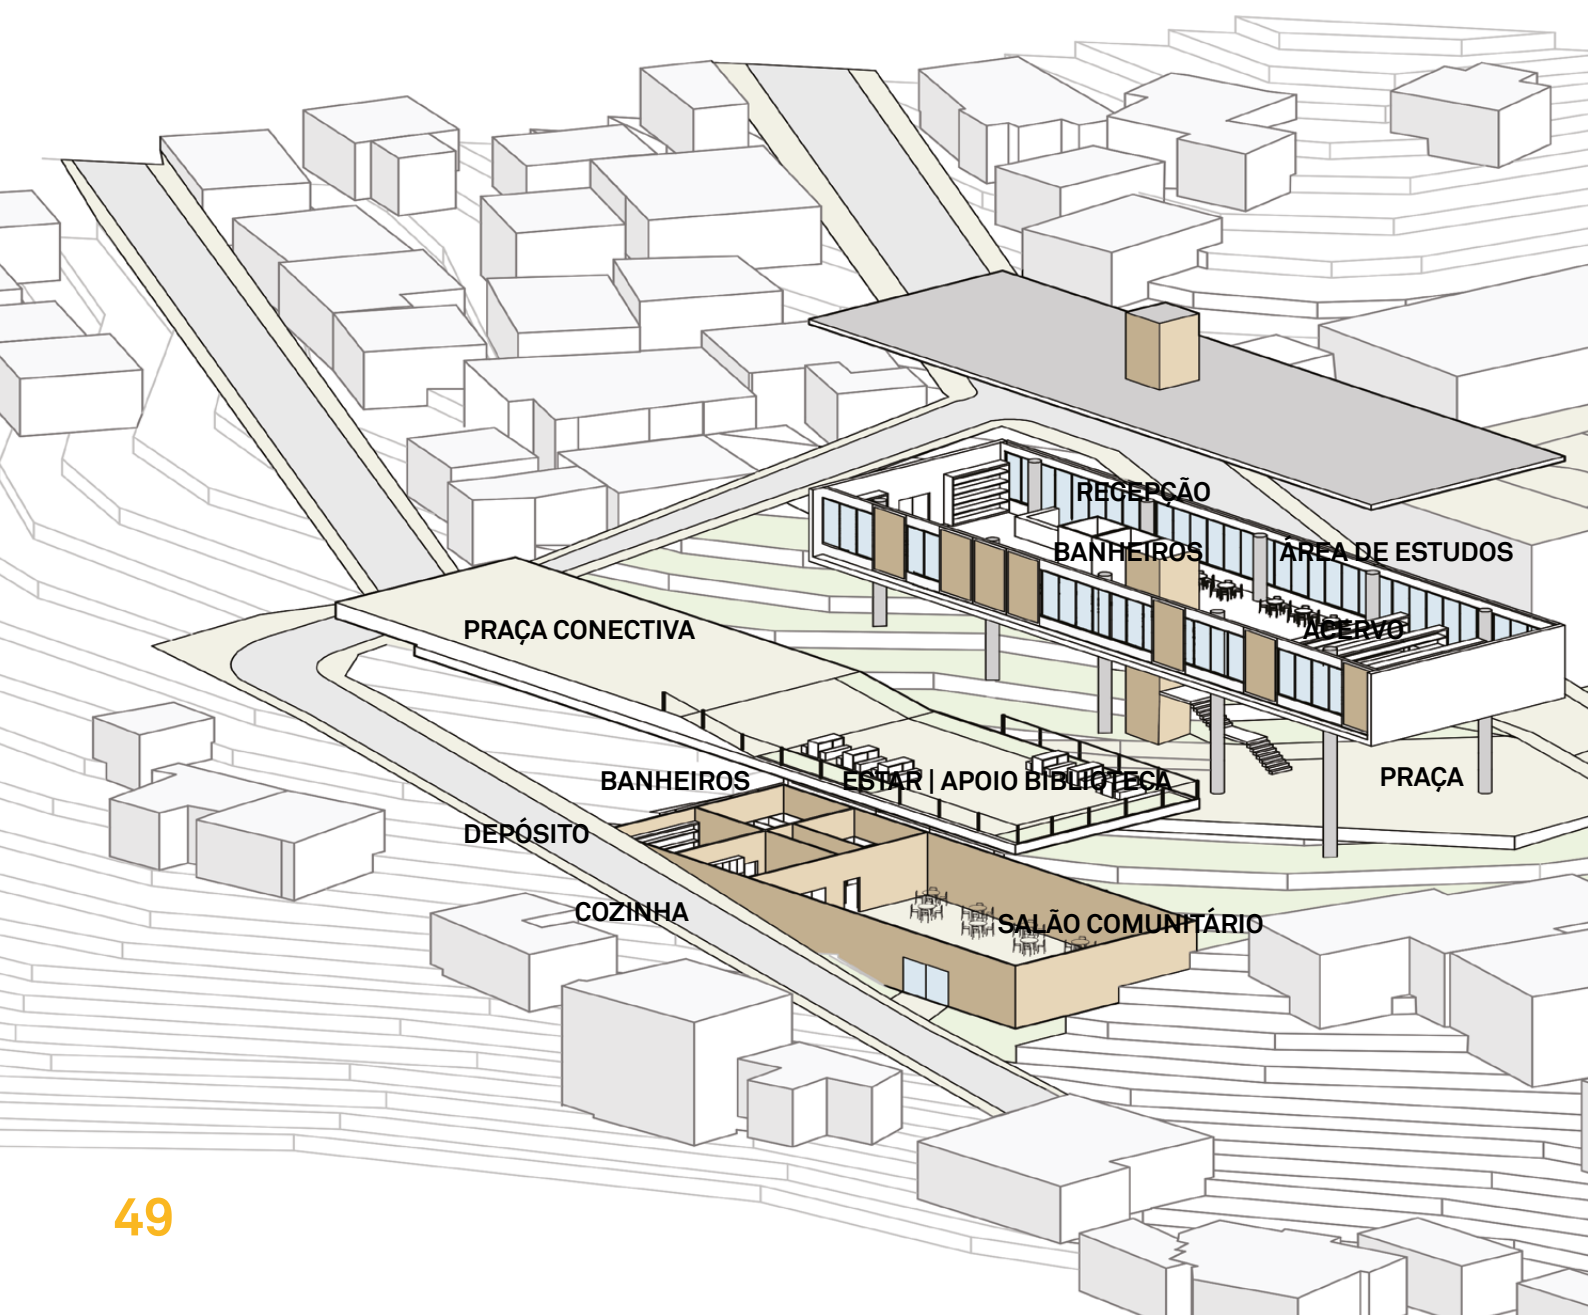 RECEPÇÃO
BANHEIROS
ÁREA DE ESTUDOS
ACERVO
PRAÇA CONECTIVA
BANHEIROS
ESTAR | APOIO BIBLIOTECA
PRAÇA
DEPÓSITO
COZINHA
SALÃO COMUNITÁRIO
49